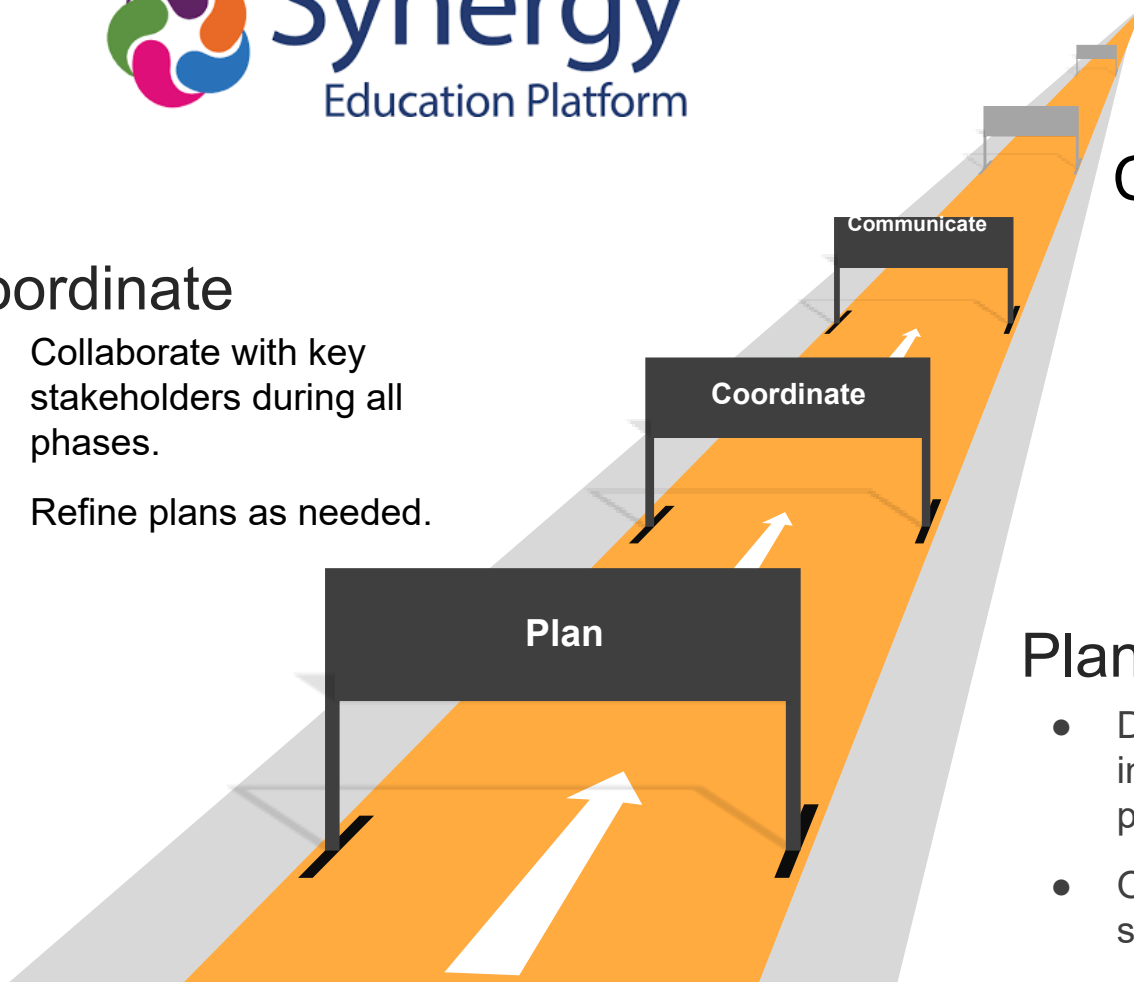 Synergy
Education Platform
Communicate
oordinate
Collaborate with key
stakeholders during all
phases.
Refine plans as needed.
Coordinate
Plan
Plan